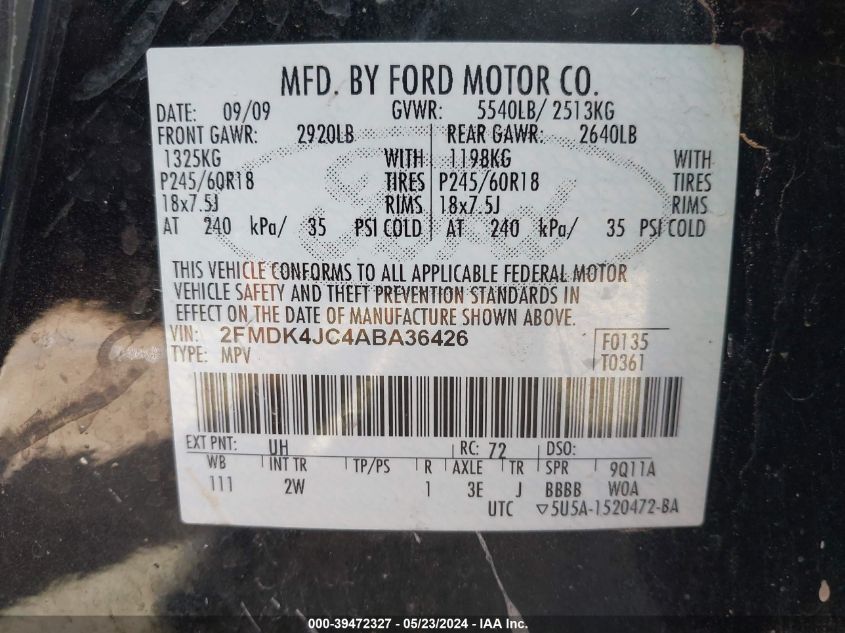 MFD. BY FORD MOTOR CO.
DATE: 09/09 GVWR: 5540LB/ 2513KG
FRONT GAWR: 2920LB REAR GAWR: 2640LB
1325KG WITH 1198KG WITH
P245/60R18 TIRES P245/60R18 TIRES
18x7.5J RIMS 18x7.5J RIMS
AT 240 kPa/ 35 PSI COLD AT 240 kPa/ 35 PSI COLD
THIS VEHICLE CONFORMS TO ALL APPLICABLE FEDERAL MOTOR
VEHICLE SAFETY AND THEFT PREVENTION STANDARDS IN
EFFECT ON THE DATE OF MANUFACTURE SHOWN ABOVE.
VIN: 2FMDK4JC4ABA36426 F0135
TYPE: MPV T0361
EXT PNT: UH RC: 72 DSO:
WB INT TR TP/PS R AXLE TR SPR 9Q11A
111 2W 1 3E J BBBB WOA
UTC ▽5U5A-1520472-BA
000-39472327 - 05/23/2024 - IAA Inc.